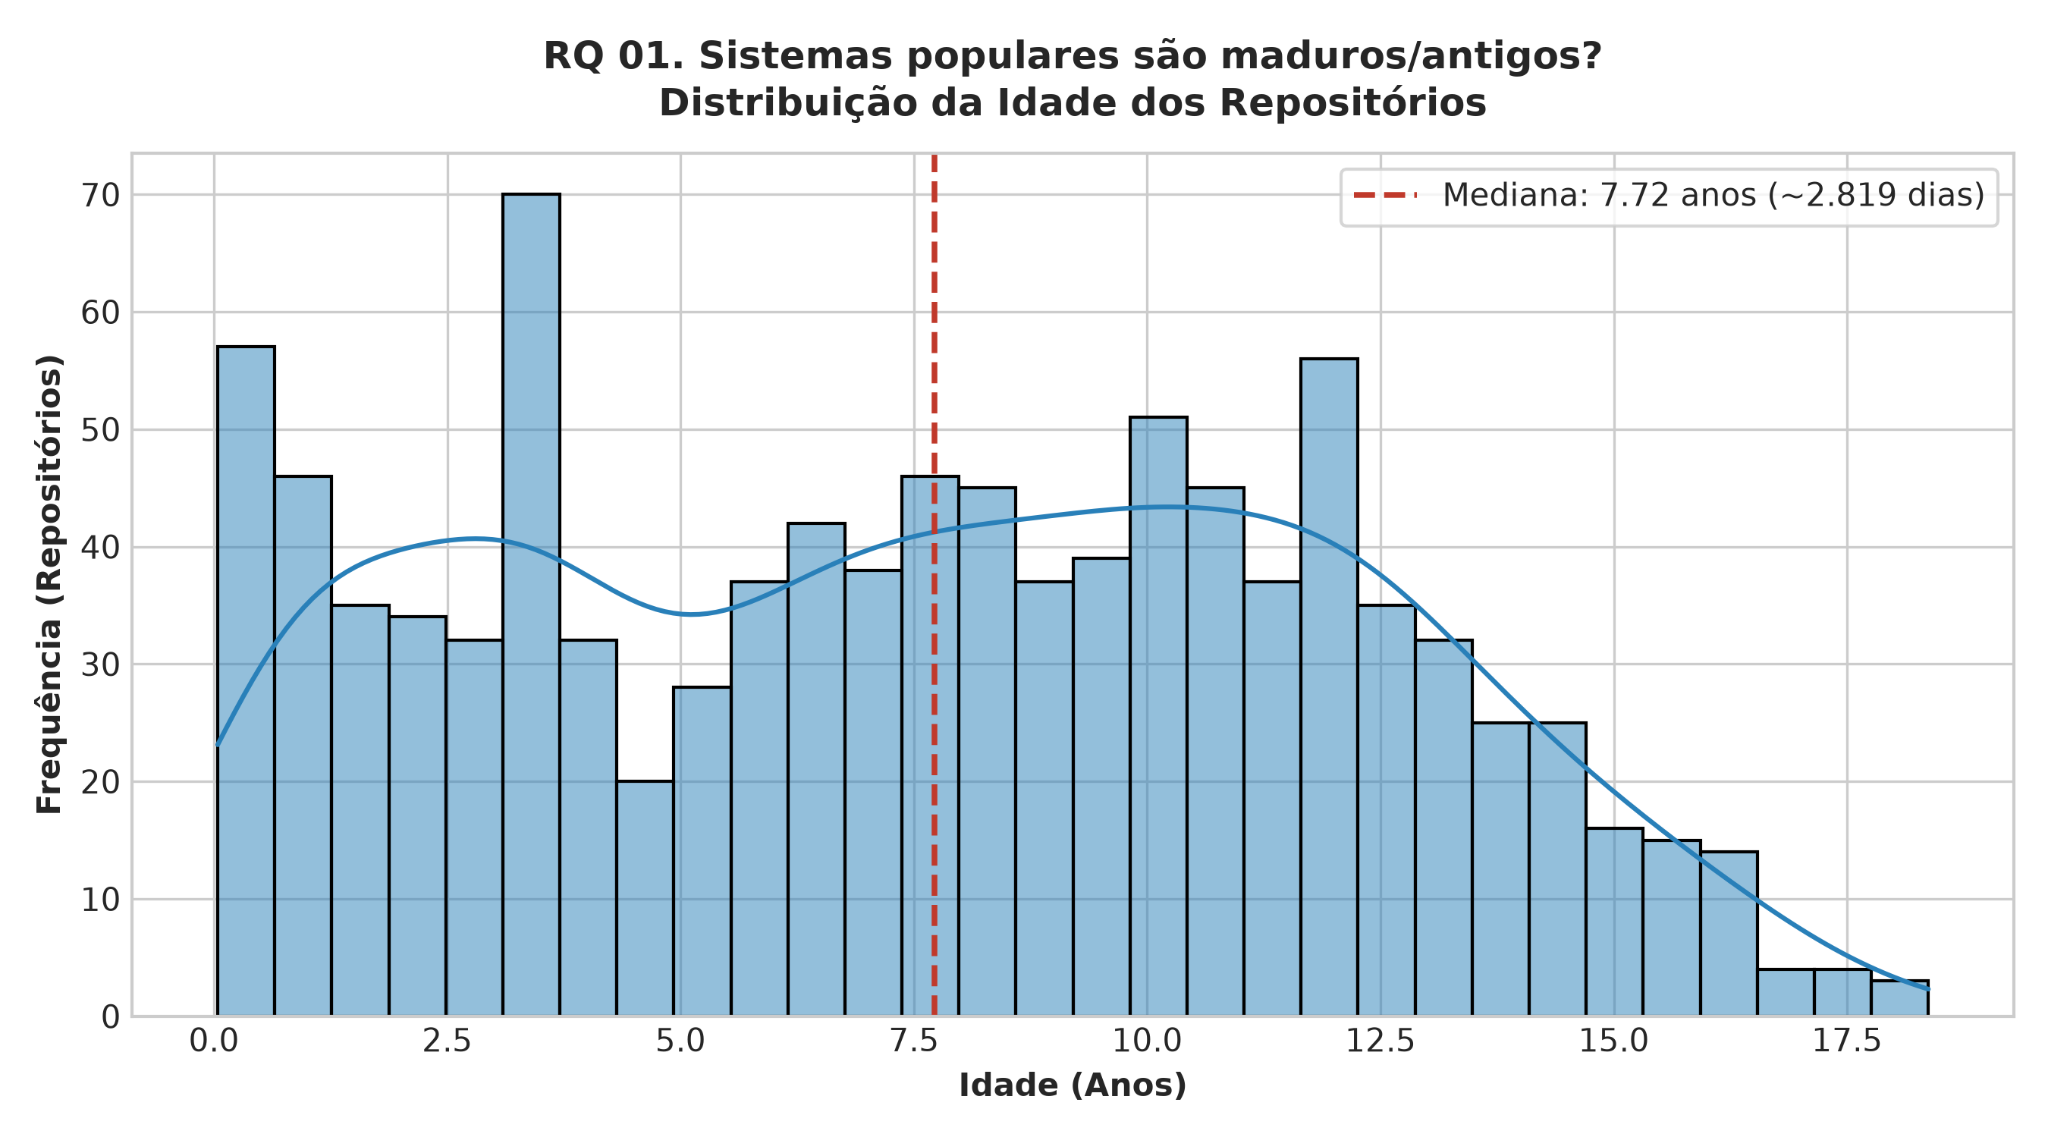 RQ 01. Sistemas populares são maduros/antigos?
Distribuição da Idade dos Repositórios
Mediana: 7.72 anos (~2.819 dias)
Frequência (Repositórios)
70
60
50
40
30
20
10
0
0.0 2.5 5.0 7.5 10.0 12.5 15.0 17.5
Idade (Anos)